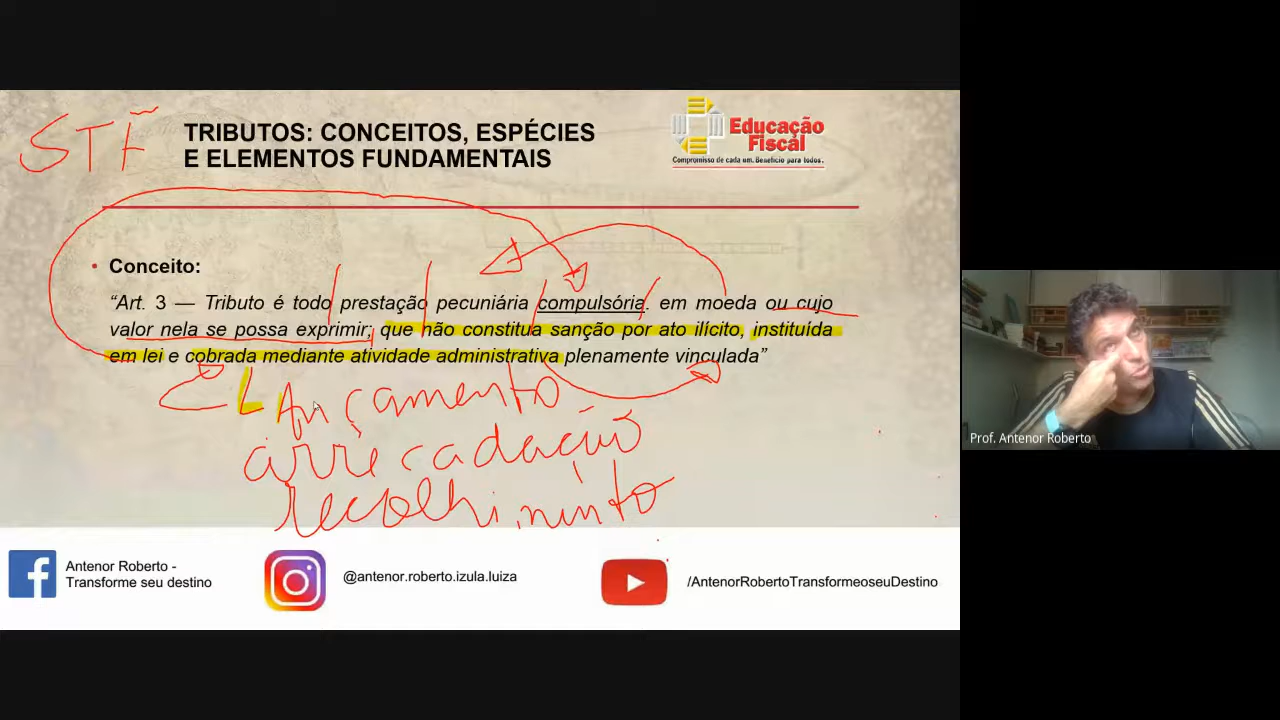 STF
TRIBUTOS: CONCEITOS, ESPÉCIES
E ELEMENTOS FUNDAMENTAIS
Educação
Fiscal
Compromisso de cada um. Benefício para todos.
• Conceito:
“Art. 3 — Tributo é todo prestação pecuniária compulsória. em moeda ou cujo
valor nela se possa exprimir; que não constitua sanção por ato ilícito, instituída
em lei e cobrada mediante atividade administrativa plenamente vinculada”
Lançamento
arrecadação
recolhimento
Antenor Roberto -
Transforme seu destino
@antenor.roberto.izula.luiza
/AntenorRobertoTransformeoseuDestino
Prof. Antenor Roberto